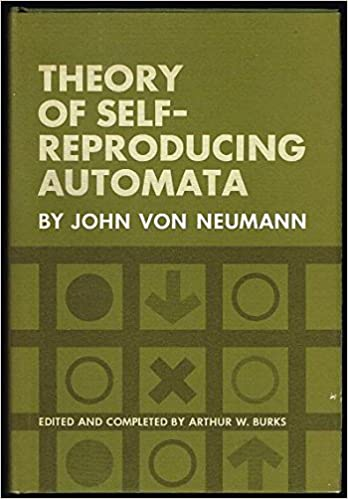 THEORY
OF SELF-
REPRODUCING
AUTOMATA
BY JOHN VON NEUMANN
EDITED AND COMPLETED BY ARTHUR W. BURKS